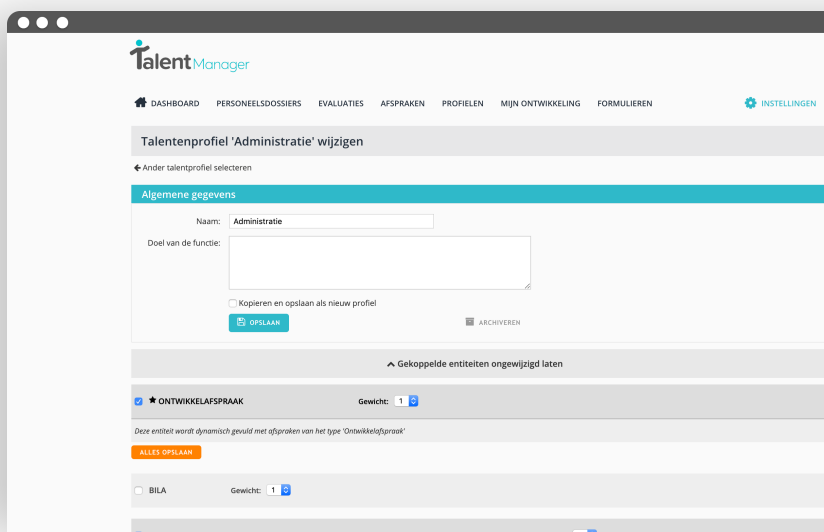 Talent Manager
DASHBOARD PERSONEELSDOSSIERS EVALUATIES AFSPRAKEN PROFIELEN MIJN ONTWIKKELING FORMULIEREN INSTELLINGEN
Talentenprofiel 'Administratie' wijzigen
Ander talentprofiel selecteren
Algemene gegevens
Naam: Administratie
Doel van de functie:
Kopieren en opslaan als nieuw profiel
OPSLAAN ARCHIVEREN
Gekoppelde entiteiten ongewijzigd laten
ONTWIKKELAFSPRAAK Gewicht: 1
Deze entiteit wordt dynamisch gevuld met afspraken van het type 'Ontwikkelafspraak'
ALLES OPSLAAN
BILA Gewicht: 1